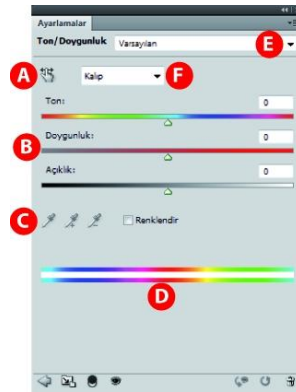 Ayarlamalar
Ton/Doygunluk Varsayılan E
A Kalıp F
Ton: 0
B Doygunluk: 0
Açıklık: 0
C Renklendir
D